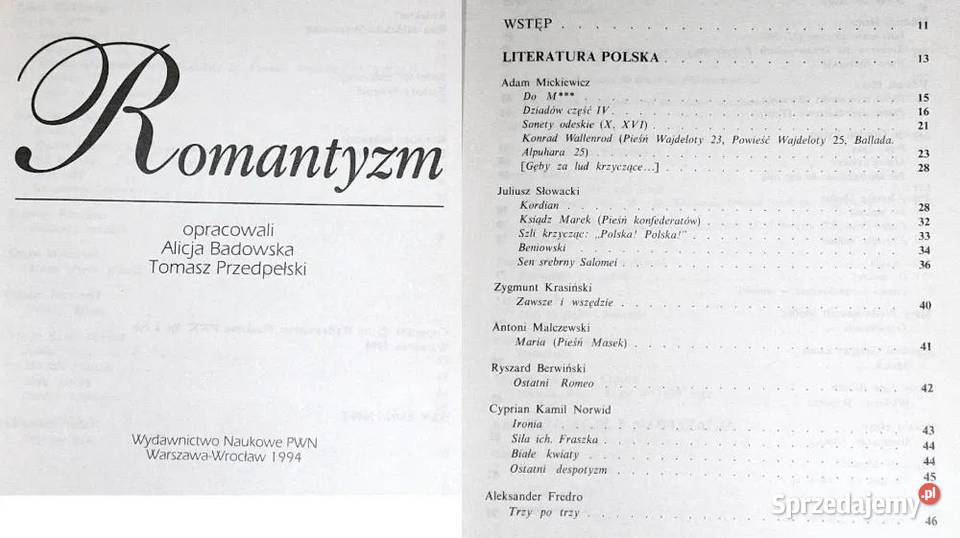 Romantyzm
opracowali
Alicja Badowska
Tomasz Przedpełski
Wydawnictwo Naukowe PWN
Warszawa-Wrocław 1994
WSTĘP . . . 11
LITERATURA POLSKA . . . 13
Adam Mickiewicz
Do M*** . . . 15
Dziadów część IV . . . 16
Sonety odeskie (X, XVI) . . . 21
Konrad Wallenrod (Pieśń Wajdeloty 23, Powieść Wajdeloty 25, Ballada.
Alpuhara 25) . . . 23
[Gęby za lud krzyczące...] . . . 28
Juliusz Słowacki
Kordian . . . 28
Ksiądz Marek (Pieśń konfederatów) . . . 32
Szli krzycząc: „Polska! Polska!" . . . 33
Beniowski . . . 34
Sen srebrny Salomei . . . 36
Zygmunt Krasiński
Zawsze i wszędzie . . . 40
Antoni Malczewski
Maria (Pieśń Masek) . . . 41
Ryszard Berwiński
Ostatni Romeo . . . 42
Cyprian Kamil Norwid
Ironia . . . 43
Siła ich. Fraszka . . . 44
Białe kwiaty . . . 44
Ostatni despotyzm . . . 45
Aleksander Fredro
Trzy po trzy . . . 46
Sprzedajemy.pl